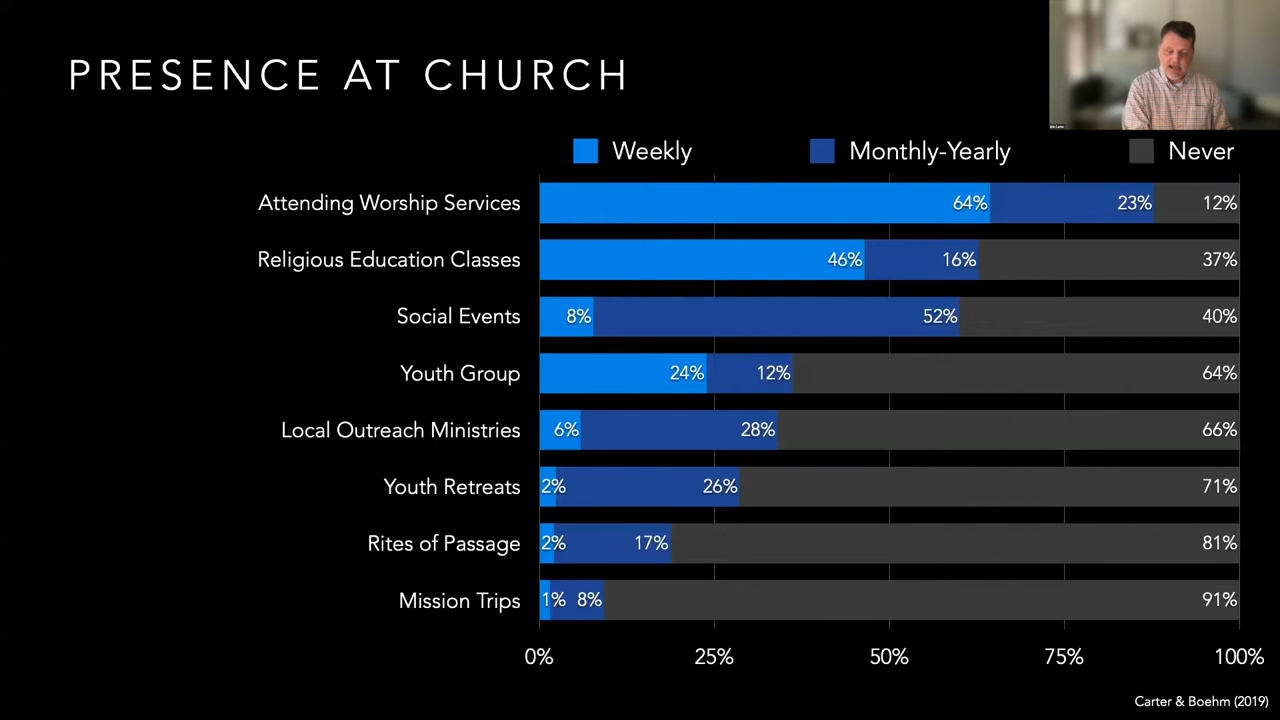 PRESENCE AT CHURCH
Weekly Monthly-Yearly Never
Attending Worship Services 64% 23% 12%
Religious Education Classes 46% 16% 37%
Social Events 8% 52% 40%
Youth Group 24% 12% 64%
Local Outreach Ministries 6% 28% 66%
Youth Retreats 2% 26% 71%
Rites of Passage 2% 17% 81%
Mission Trips 1% 8% 91%
0% 25% 50% 75% 100%
Carter & Boehm (2019)